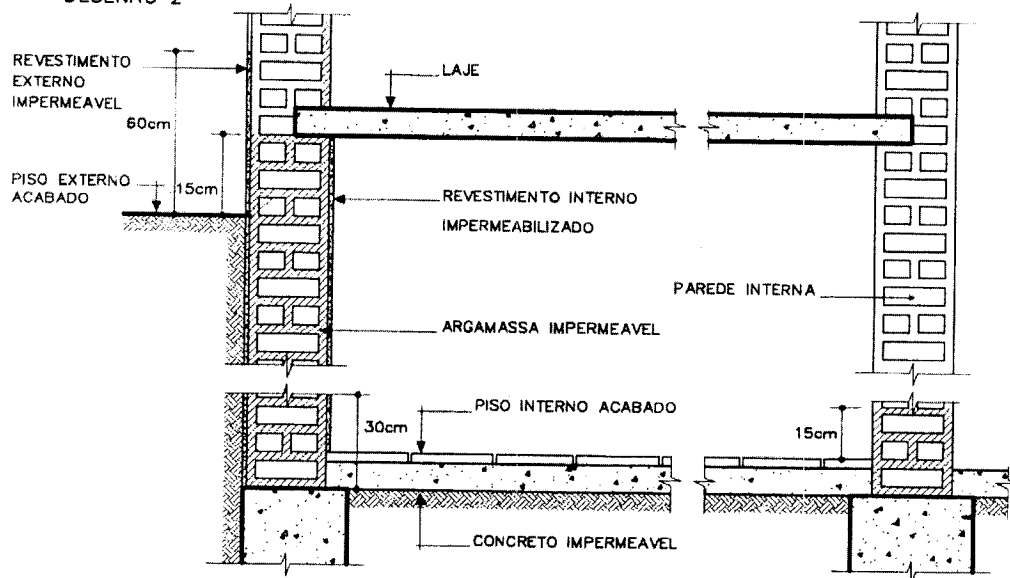 DESENHO 2
REVESTIMENTO
EXTERNO
IMPERMEAVEL
LAJE
60cm
15cm
PISO EXTERNO
ACABADO
REVESTIMENTO INTERNO
IMPERMEABILIZADO
PAREDE INTERNA
ARGAMASSA IMPERMEAVEL
30cm
PISO INTERNO ACABADO
15cm
CONCRETO IMPERMEAVEL